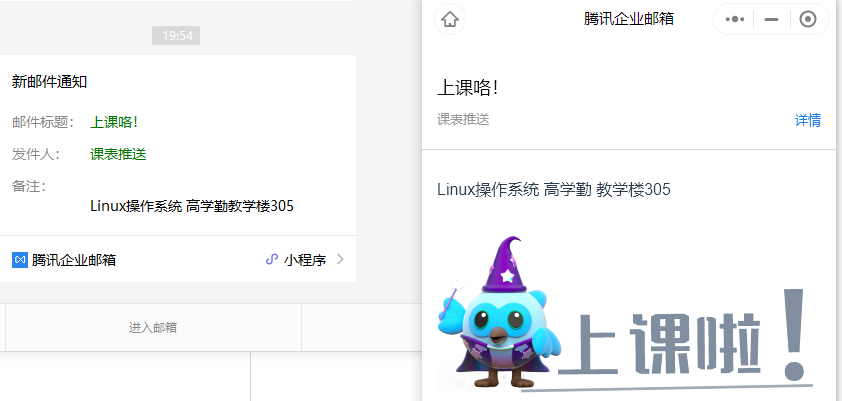 19:54
新邮件通知
邮件标题：上课咯！
发件人：课表推送
备注：
Linux操作系统 高学勤教学楼305
腾讯企业邮箱 小程序
进入邮箱
腾讯企业邮箱
上课咯！
课表推送 详情
Linux操作系统 高学勤 教学楼305
上课啦！